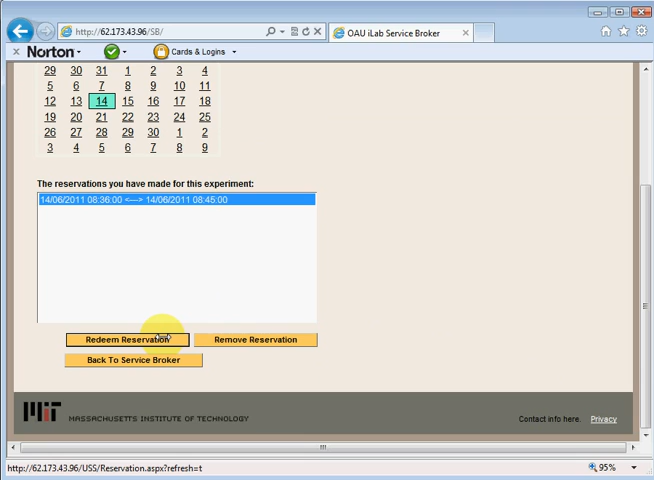 http://62.173.43.96/SB/
OAU iLab Service Broker
Norton
Cards & Logins
29 30 31 1 2 3 4
5 6 7 8 9 10 11
12 13 14 15 16 17 18
19 20 21 22 23 24 25
26 27 28 29 30 1 2
3 4 5 6 7 8 9
The reservations you have made for this experiment:
14/06/2011 08:36:00 <---> 14/06/2011 08:45:00
Redeem Reservation
Remove Reservation
Back To Service Broker
MIT MASSACHUSETTS INSTITUTE OF TECHNOLOGY
Contact info here. Privacy
http://62.173.43.96/USS/Reservation.aspx?refresh=t
95%